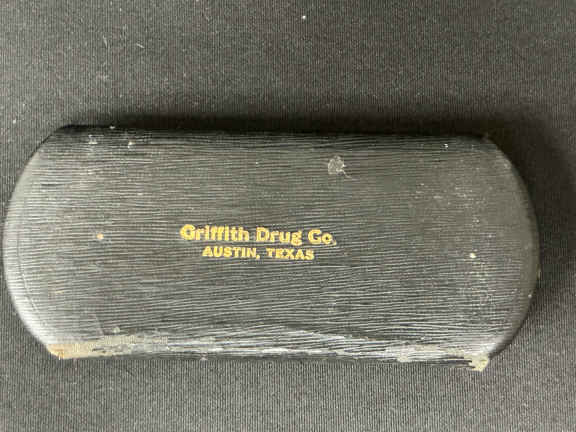 Griffith Drug Co.
AUSTIN, TEXAS